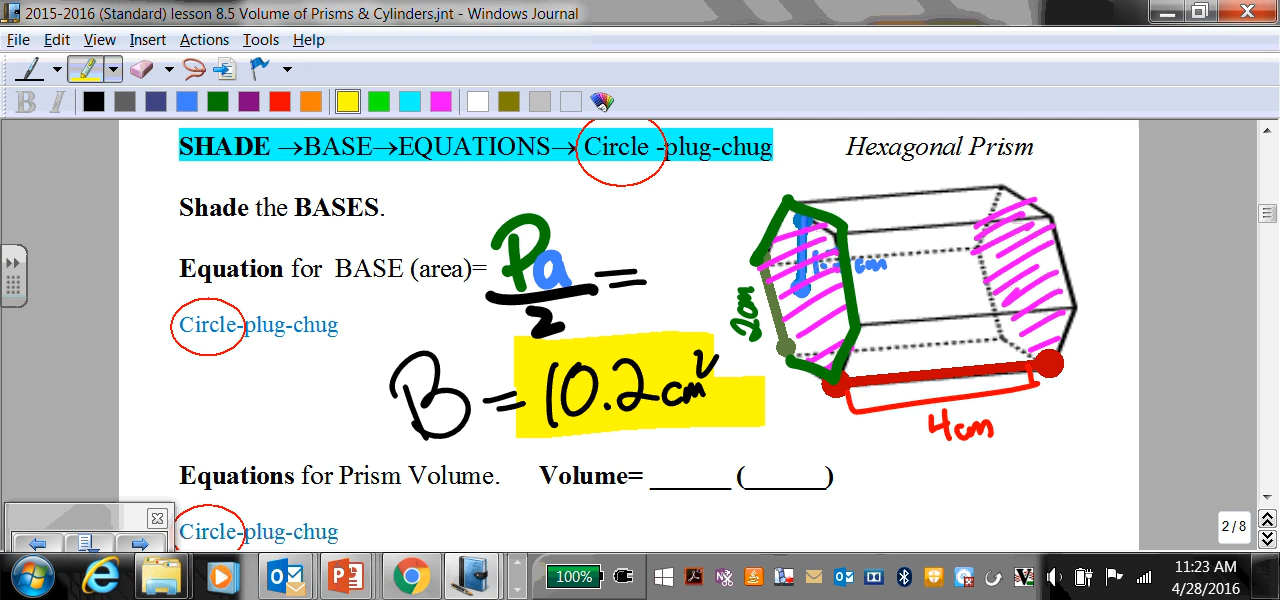 2015-2016 (Standard) lesson 8.5 Volume of Prisms & Cylinders.jnt - Windows Journal
File Edit View Insert Actions Tools Help
B I
SHADE →BASE→EQUATIONS→ Circle -plug-chug
Hexagonal Prism
Shade the BASES.
Equation for BASE (area)= Pa/2 =
cm
2cm
Circle-plug-chug
B = 10.2cm²
4cm
Equations for Prism Volume. Volume= ______ (______)
Circle-plug-chug
2 / 8
100%
11:23 AM
4/28/2016